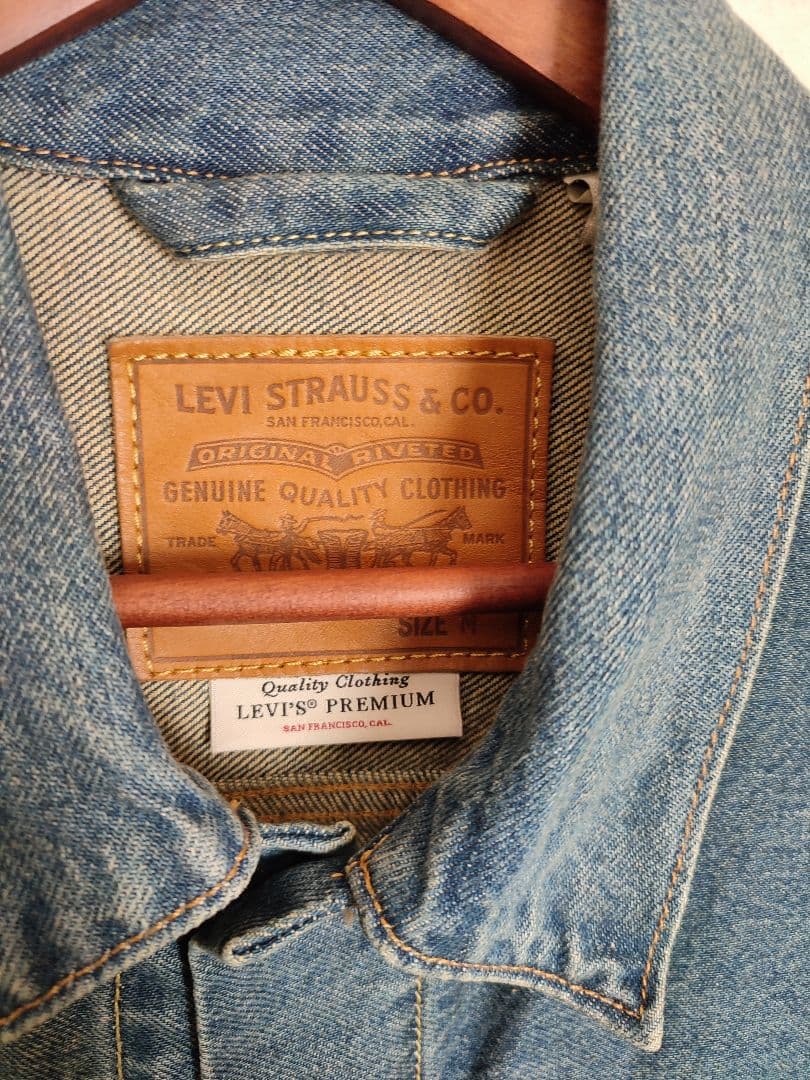 LEVI STRAUSS & CO.
SAN FRANCISCO, CAL.
ORIGINAL RIVETED
GENUINE QUALITY CLOTHING
TRADE MARK
SIZE M
Quality Clothing
LEVI'S® PREMIUM
SAN FRANCISCO, CAL.